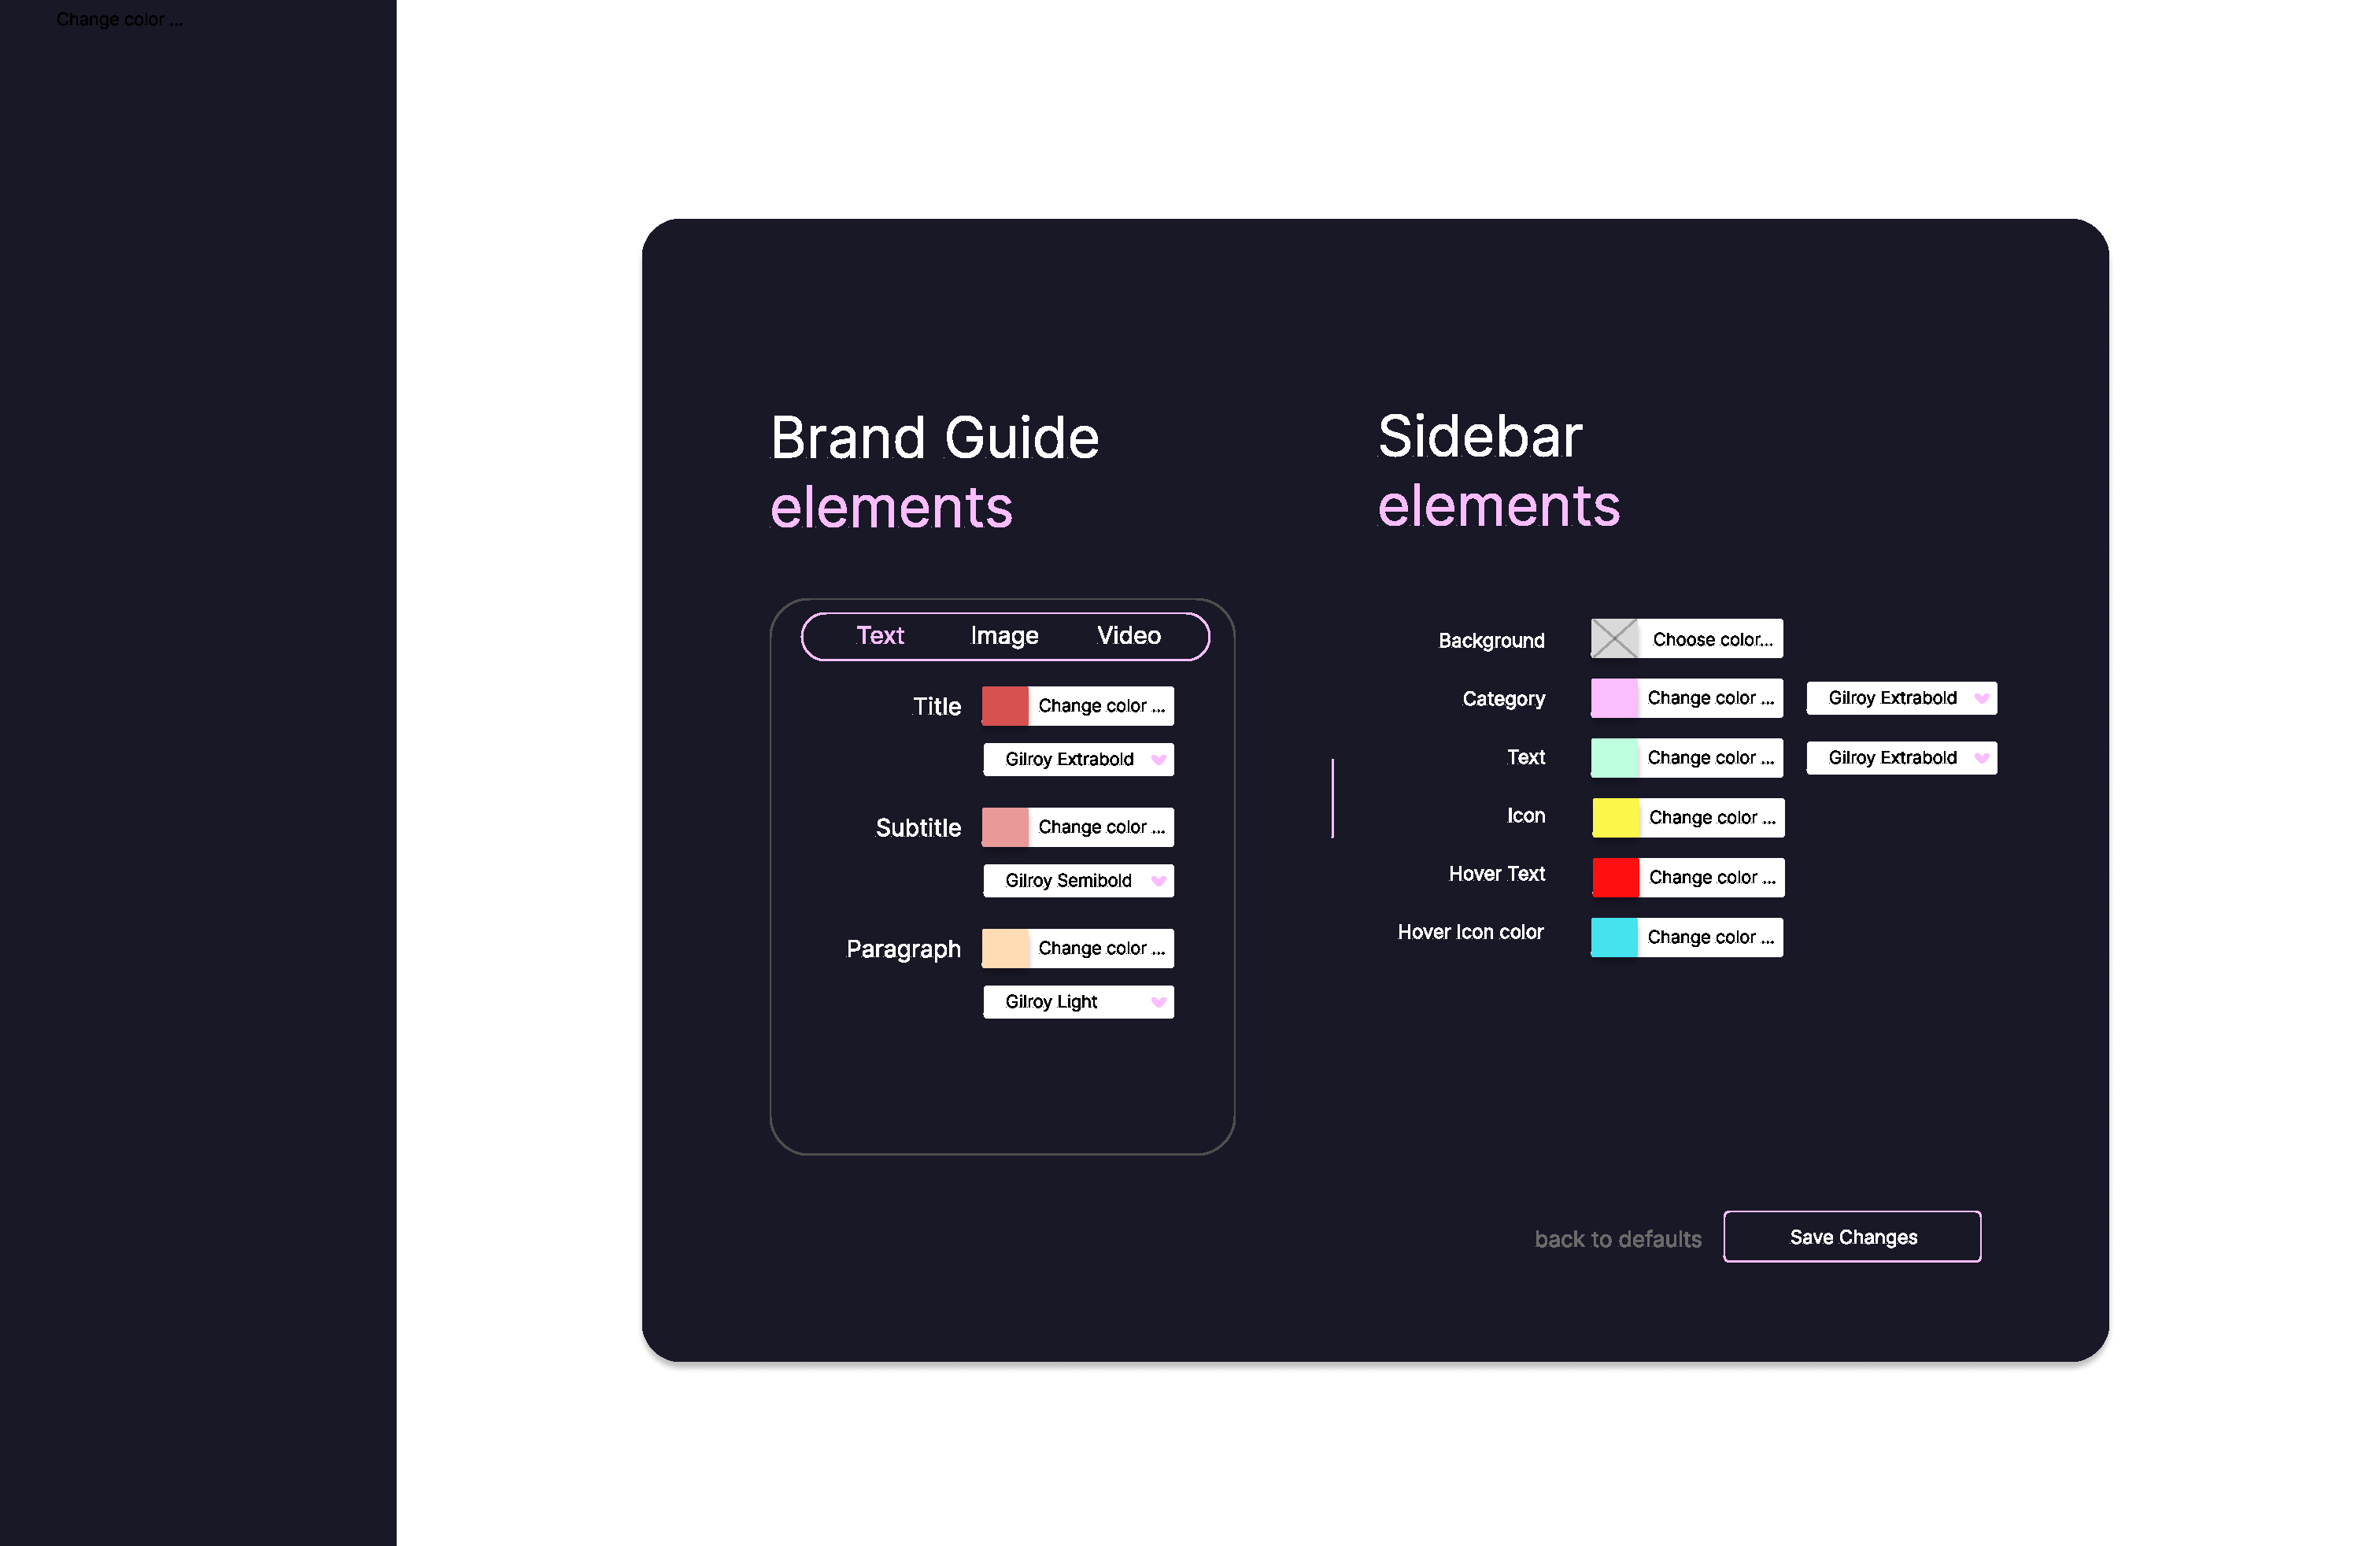 Change color ...
Brand Guide
elements
Text Image Video
Title Change color ...
Gilroy Extrabold
Subtitle Change color ...
Gilroy Semibold
Paragraph Change color ...
Gilroy Light
Sidebar
elements
Background Choose color...
Category Change color ... Gilroy Extrabold
Text Change color ... Gilroy Extrabold
Icon Change color ...
Hover Text Change color ...
Hover Icon color Change color ...
back to defaults Save Changes